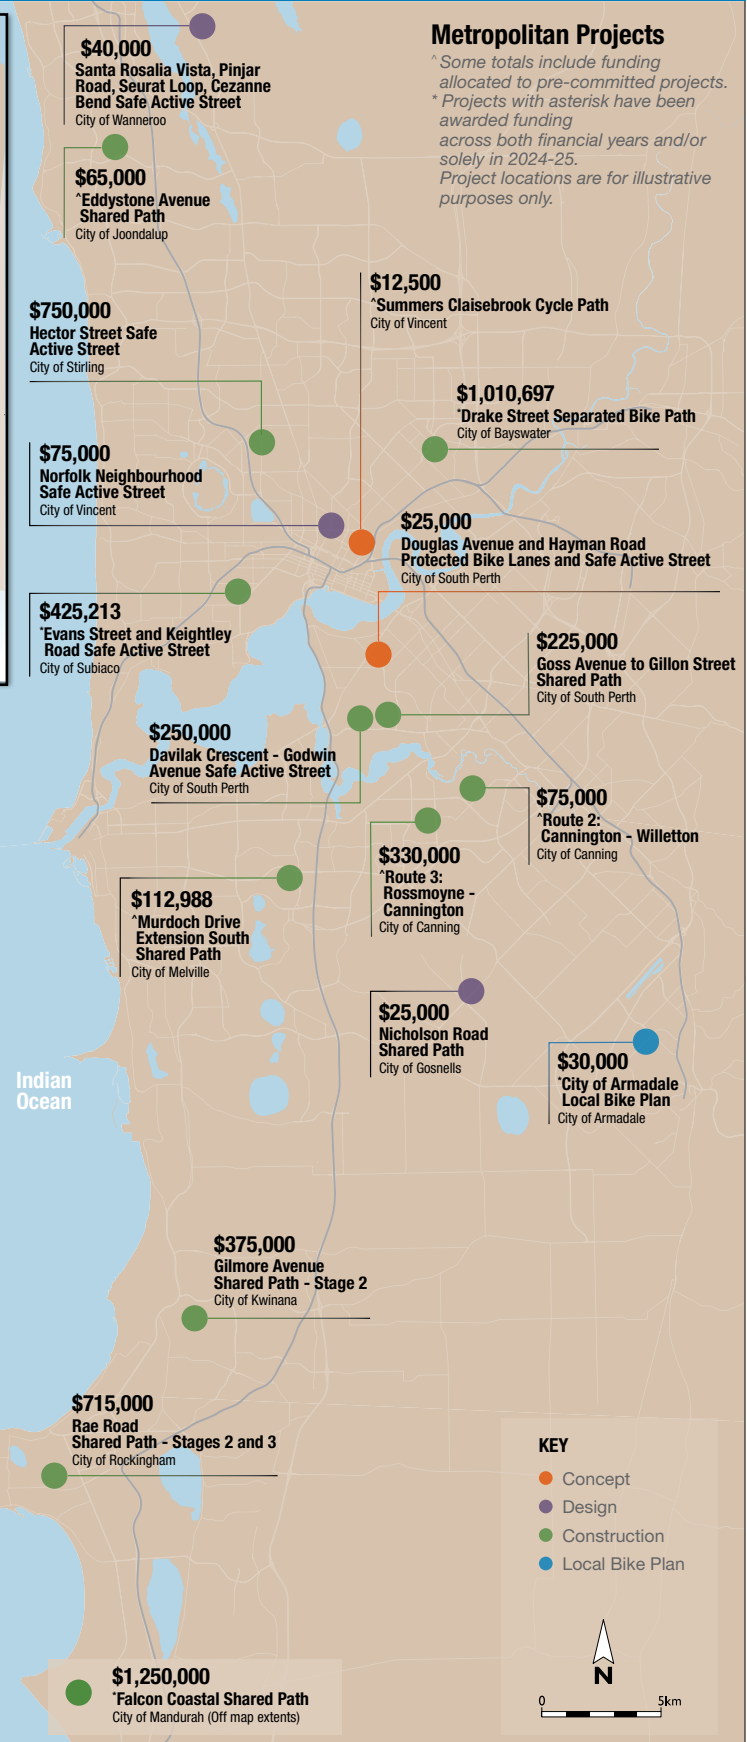 Metropolitan Projects
^ Some totals include funding
allocated to pre-committed projects.
* Projects with asterisk have been
awarded funding
across both financial years and/or
solely in 2024-25.
Project locations are for illustrative
purposes only.
$40,000
Santa Rosalia Vista, Pinjar
Road, Seurat Loop, Cezanne
Bend Safe Active Street
City of Wanneroo
$65,000
^Eddystone Avenue
Shared Path
City of Joondalup
$12,500
^Summers Claisebrook Cycle Path
City of Vincent
$750,000
Hector Street Safe
Active Street
City of Stirling
$1,010,697
*Drake Street Separated Bike Path
City of Bayswater
$75,000
Norfolk Neighbourhood
Safe Active Street
City of Vincent
$25,000
Douglas Avenue and Hayman Road
Protected Bike Lanes and Safe Active Street
City of South Perth
$425,213
*Evans Street and Keightley
Road Safe Active Street
City of Subiaco
$225,000
Goss Avenue to Gillon Street
Shared Path
City of South Perth
$250,000
Davilak Crescent - Godwin
Avenue Safe Active Street
City of South Perth
$75,000
^Route 2:
Cannington - Willetton
City of Canning
$330,000
^Route 3:
Rossmoyne -
Cannington
City of Canning
$112,988
^Murdoch Drive
Extension South
Shared Path
City of Melville
$25,000
Nicholson Road
Shared Path
City of Gosnells
$30,000
*City of Armadale
Local Bike Plan
City of Armadale
Indian
Ocean
$375,000
Gilmore Avenue
Shared Path - Stage 2
City of Kwinana
$715,000
Rae Road
Shared Path - Stages 2 and 3
City of Rockingham
KEY
Concept
Design
Construction
Local Bike Plan
N
0 5km
$1,250,000
*Falcon Coastal Shared Path
City of Mandurah (Off map extents)